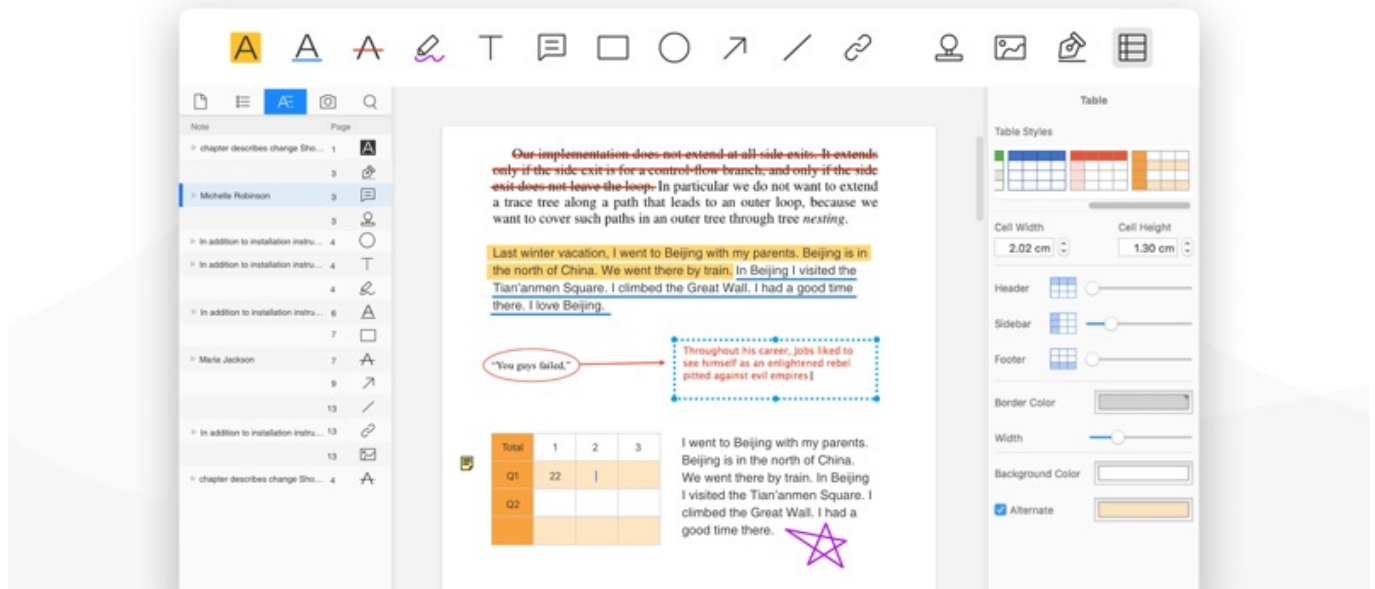 A A A T
Note Page
chapter describes change Sho... 1 A
3
Michelle Robinson 3
3
In addition to installation instru... 4
In addition to installation instru... 4 T
4
In addition to installation instru... 6 A
7
Maria Jackson 7 A
9
13
In addition to installation instru... 13
13
chapter describes change Sho... 4 A
Our implementation does not extend at all side exits. It extends
only if the side exit is for a control-flow branch, and only if the side
exit does not leave the loop. In particular we do not want to extend
a trace tree along a path that leads to an outer loop, because we
want to cover such paths in an outer tree through tree nesting.
Last winter vacation, I went to Beijing with my parents. Beijing is in
the north of China. We went there by train. In Beijing I visited the
Tian'anmen Square. I climbed the Great Wall. I had a good time
there. I love Beijing.
"You guys failed,"
Throughout his career, Jobs liked to
see himself as an enlightened rebel
pitted against evil empires
Total 1 2 3
Q1 22
Q2
I went to Beijing with my parents.
Beijing is in the north of China.
We went there by train. In Beijing
I visited the Tian'anmen Square. I
climbed the Great Wall. I had a
good time there.
Table
Table Styles
Cell Width Cell Height
2.02 cm 1.30 cm
Header
Sidebar
Footer
Border Color
Width
Background Color
Alternate